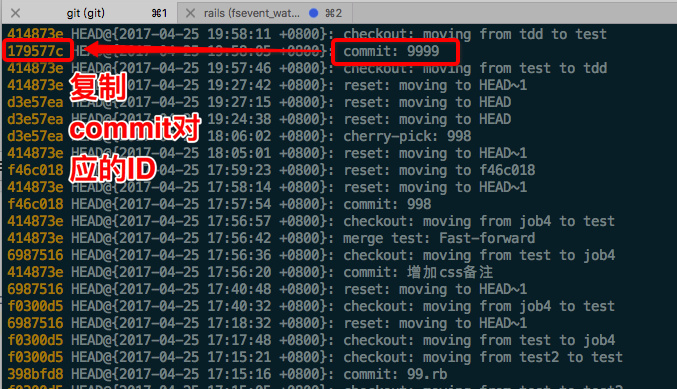 git (git) ⌘1 rails (fsevent_wat... ⌘2
414873e HEAD@{2017-04-25 19:58:11 +0800}: checkout: moving from tdd to test
179577c HEAD@{2017-04-25 19:58:05 +0800}: commit: 9999
414873e HEAD@{2017-04-25 19:57:46 +0800}: checkout: moving from test to tdd
414873e HEAD@{2017-04-25 19:27:42 +0800}: reset: moving to HEAD~1
d3e57ea HEAD@{2017-04-25 19:27:15 +0800}: reset: moving to HEAD
d3e57ea HEAD@{2017-04-25 19:24:38 +0800}: reset: moving to HEAD
d3e57ea 18:06:02 +0800}: cherry-pick: 998
414873e HEAD@{2017-04-25 18:05:01 +0800}: reset: moving to HEAD~1
f46c018 HEAD@{2017-04-25 17:59:23 +0800}: reset: moving to f46c018
414873e HEAD@{2017-04-25 17:58:14 +0800}: reset: moving to HEAD~1
f46c018 HEAD@{2017-04-25 17:57:54 +0800}: commit: 998
414873e HEAD@{2017-04-25 17:56:57 +0800}: checkout: moving from job4 to test
414873e HEAD@{2017-04-25 17:56:42 +0800}: merge test: Fast-forward
6987516 HEAD@{2017-04-25 17:56:36 +0800}: checkout: moving from test to job4
414873e HEAD@{2017-04-25 17:56:20 +0800}: commit: 增加css备注
6987516 HEAD@{2017-04-25 17:40:48 +0800}: reset: moving to HEAD~1
f0300d5 HEAD@{2017-04-25 17:40:32 +0800}: checkout: moving from job4 to test
6987516 HEAD@{2017-04-25 17:18:32 +0800}: reset: moving to HEAD~1
f0300d5 HEAD@{2017-04-25 17:17:48 +0800}: checkout: moving from test to job4
f0300d5 HEAD@{2017-04-25 17:15:21 +0800}: checkout: moving from test2 to test
398bfd8 HEAD@{2017-04-25 17:15:16 +0800}: commit: 99.rb
复制
commit对
应的ID